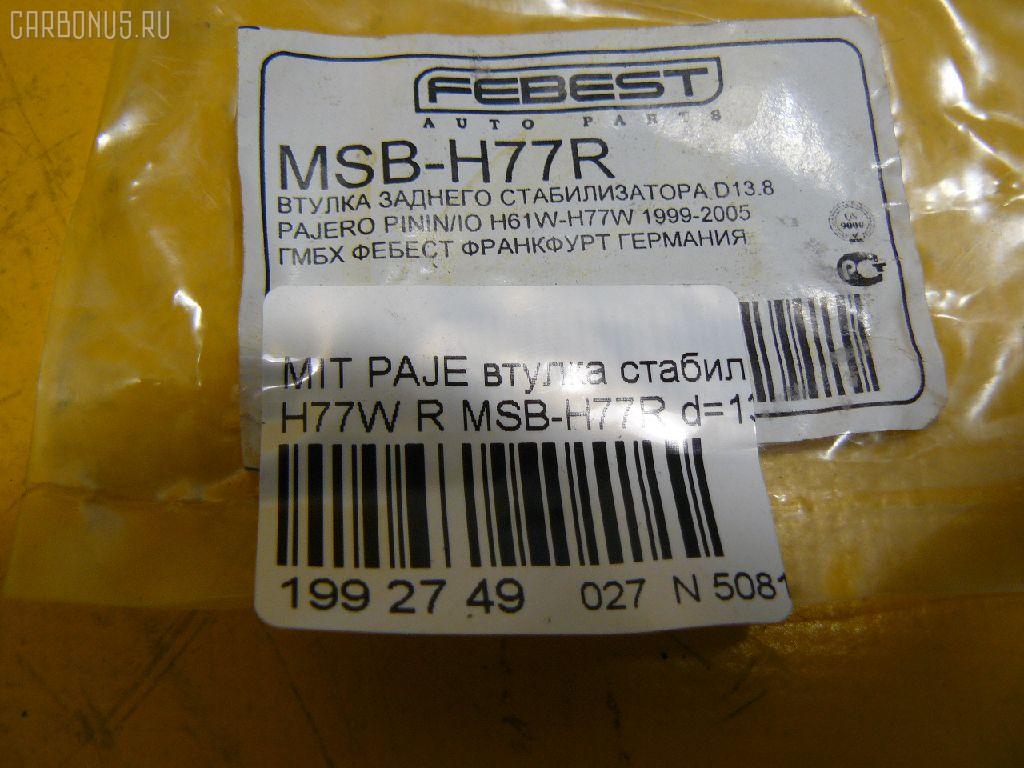 CARBONUS.RU
FEBEST
AUTO PARTS
MSB-H77R
ВТУЛКА ЗАДНЕГО СТАБИЛИЗАТОРА D13.8
PAJERO PININ/IO H61W-H77W 1999-2005
ГМБХ ФЕБЕСТ ФРАНКФУРТ ГЕРМАНИЯ
MIT PAJE втулка стабил
H77W R MSB-H77R d=13
199 27 49 027 N 5081